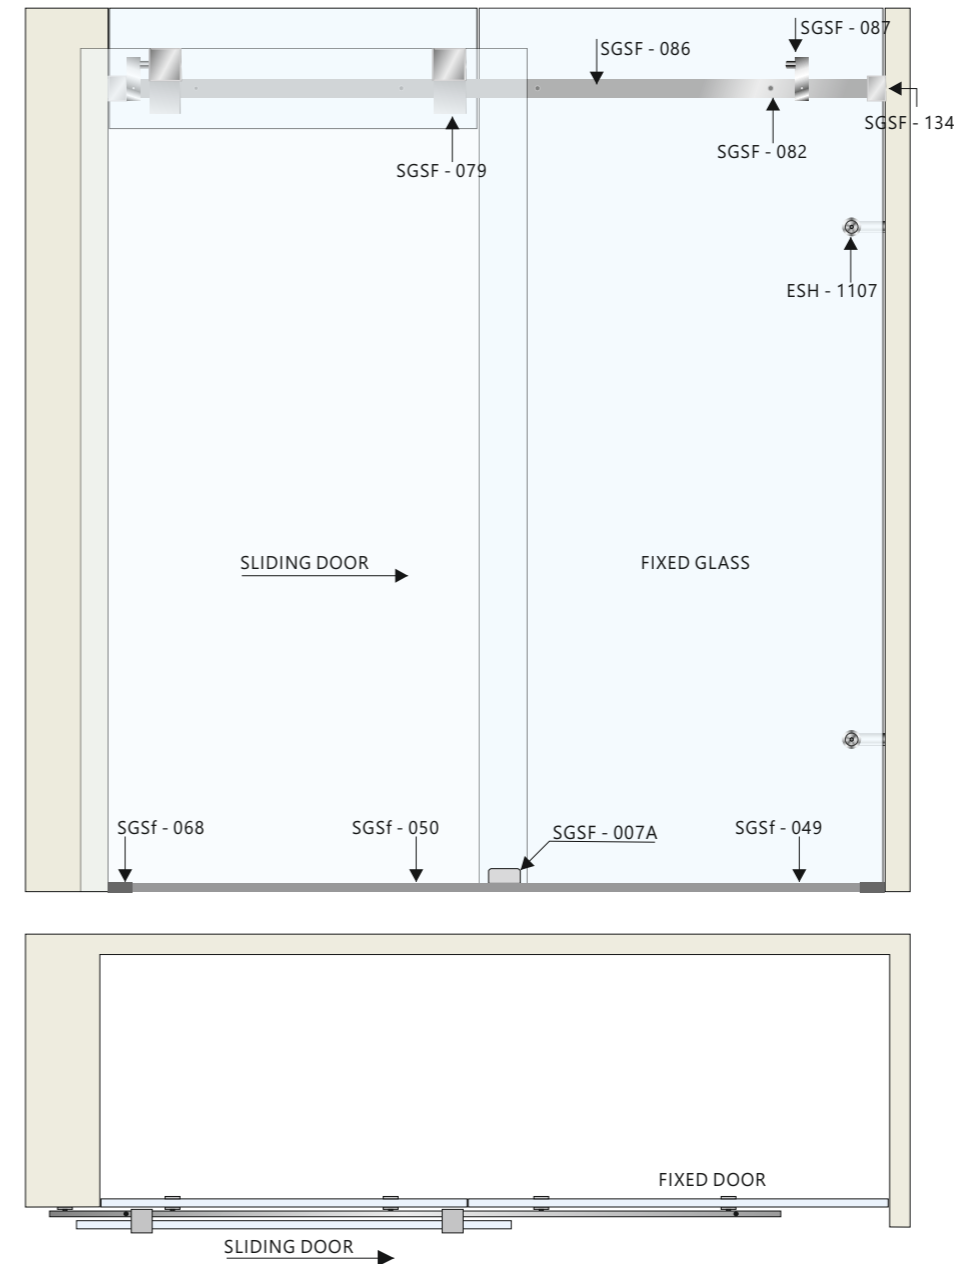 SGSF - 087
SGSF - 086
SGSF - 134
SGSF - 082
SGSF - 079
ESH - 1107
SLIDING DOOR
FIXED GLASS
SGSf - 068
SGSf - 050
SGSF - 007A
SGSf - 049
FIXED DOOR
SLIDING DOOR